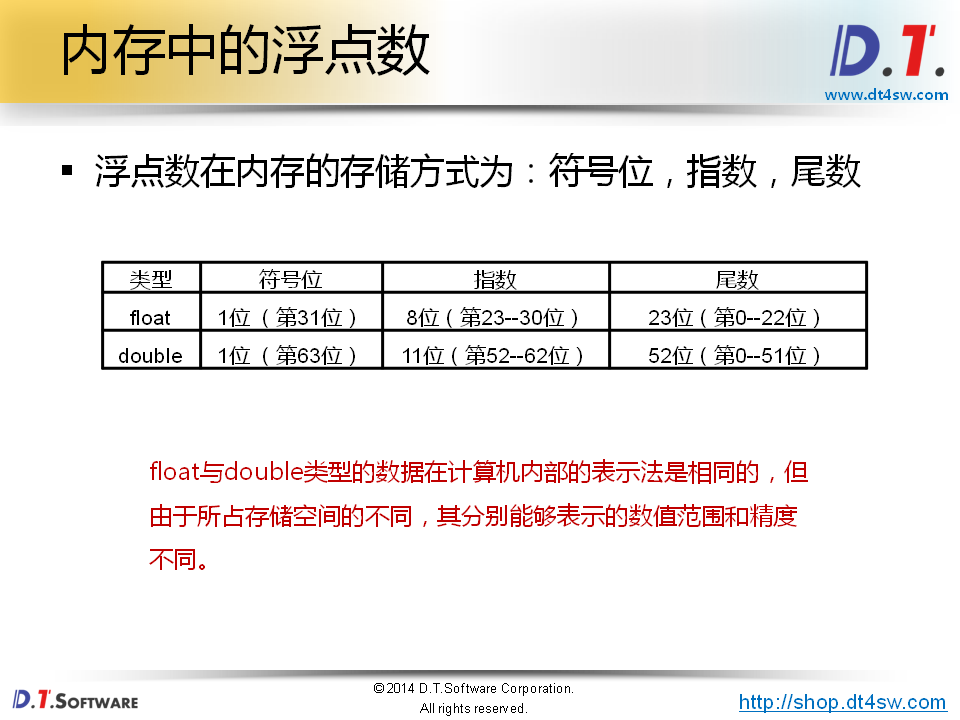 内存中的浮点数
D.T.
www.dt4sw.com
▪ 浮点数在内存的存储方式为：符号位，指数，尾数
类型 符号位 指数 尾数
float 1位（第31位） 8位（第23--30位） 23位（第0--22位）
double 1位（第63位） 11位（第52--62位） 52位（第0--51位）
float与double类型的数据在计算机内部的表示法是相同的，但
由于所占存储空间的不同，其分别能够表示的数值范围和精度
不同。
D.T.SOFTWARE
©2014 D.T.Software Corporation.
All rights reserved.
http://shop.dt4sw.com